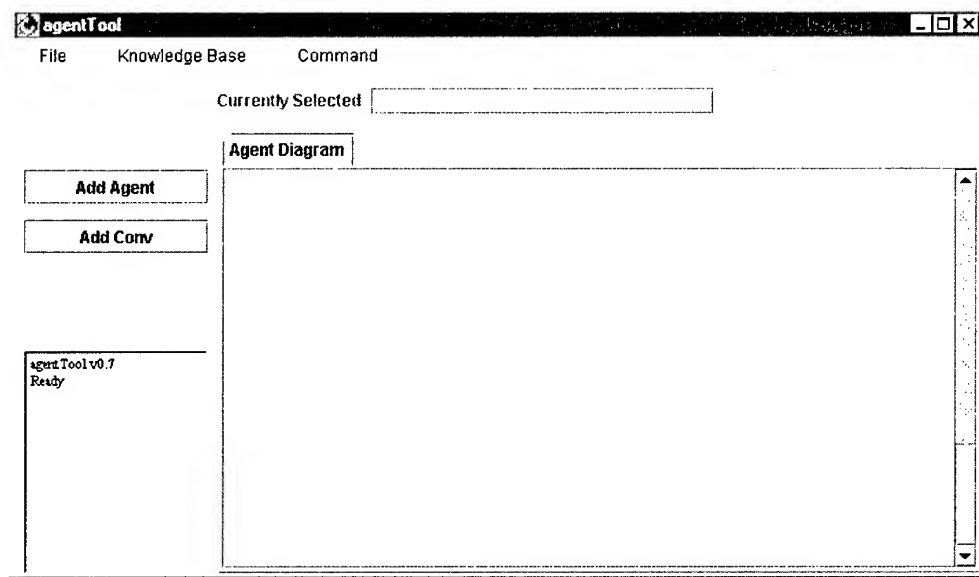 agentTool
File Knowledge Base Command
Currently Selected
Agent Diagram
Add Agent
Add Conv
agentTool v0.7
Ready